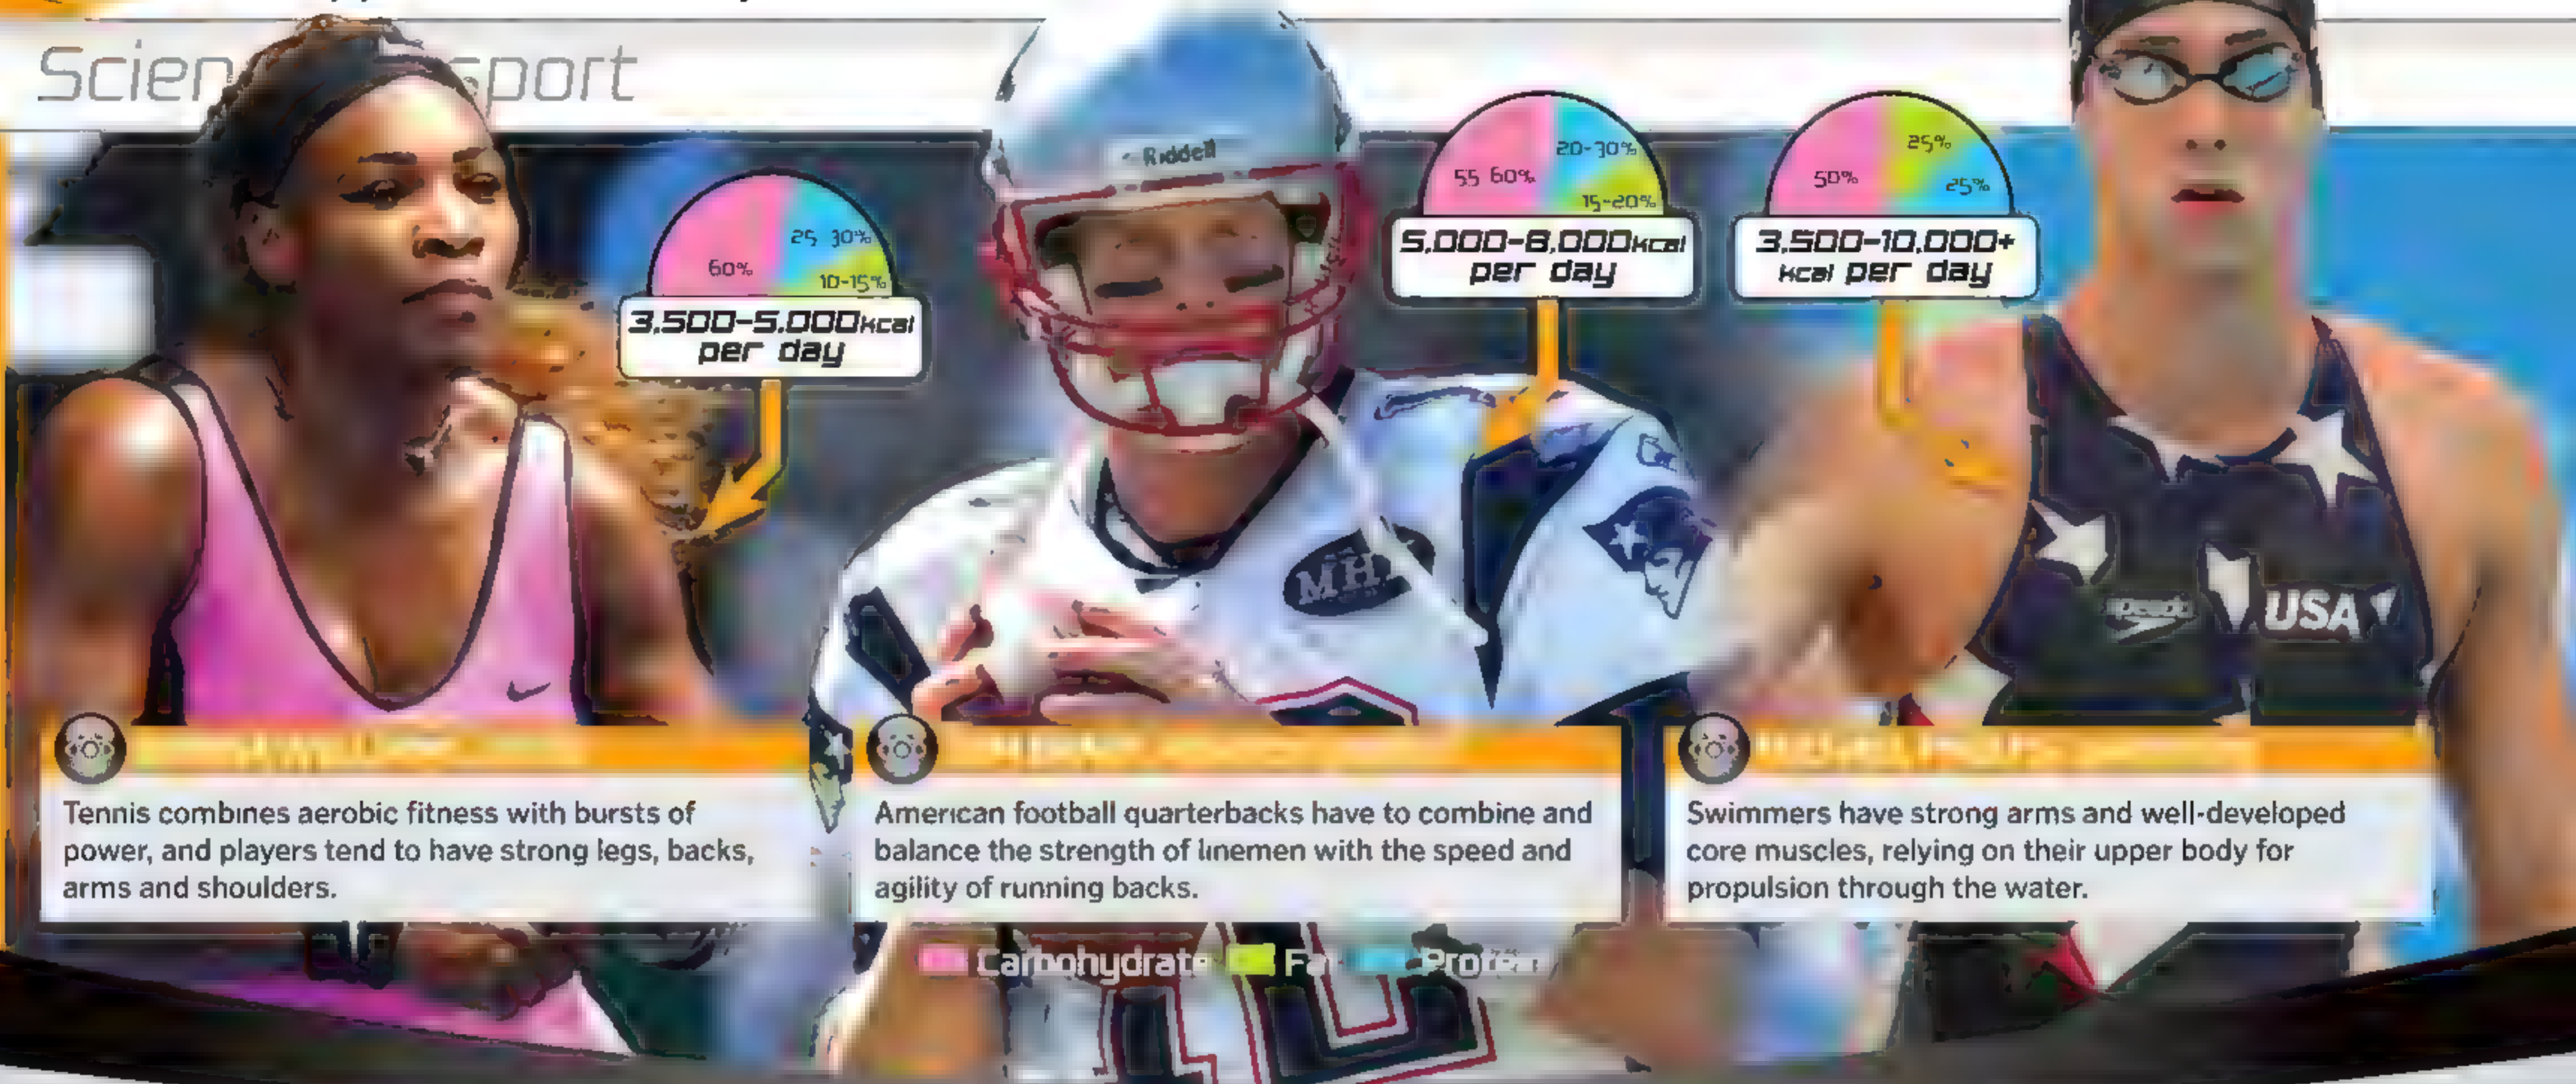 sport
Riddell
60%
25 30%
10-15%
3,500-5,000kcal
per day
55 60%
20-30%
15-20%
5,000-8,000kcal
per day
50%
25%
25%
3,500-10,000+
kcal per day
MHK
speedo
USA
Tennis combines aerobic fitness with bursts of
power, and players tend to have strong legs, backs,
arms and shoulders.
American football quarterbacks have to combine and
balance the strength of linemen with the speed and
agility of running backs.
Swimmers have strong arms and well-developed
core muscles, relying on their upper body for
propulsion through the water.
Carbohydrate Fat Protein